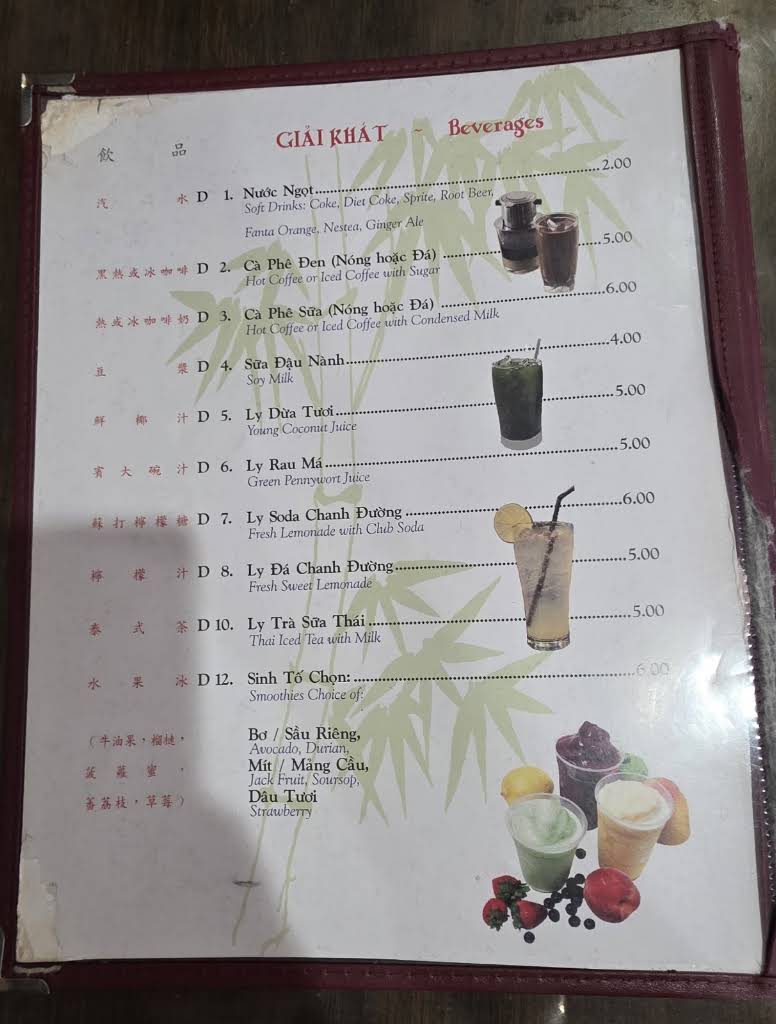 飲品 GIẢI KHÁT ~ Beverages
汽水 D 1. Nước Ngọt 2.00
Soft Drinks: Coke, Diet Coke, Sprite, Root Beer,
Fanta Orange, Nestea, Ginger Ale
黑熱或冰咖啡 D 2. Cà Phê Đen (Nóng hoặc Đá) 5.00
Hot Coffee or Iced Coffee with Sugar
熱或冰咖啡奶 D 3. Cà Phê Sữa (Nóng hoặc Đá) 6.00
Hot Coffee or Iced Coffee with Condensed Milk
豆漿 D 4. Sữa Đậu Nành 4.00
Soy Milk
鮮椰汁 D 5. Ly Dừa Tươi 5.00
Young Coconut Juice
賓大碗汁 D 6. Ly Rau Má 5.00
Green Pennywort Juice
蘇打檸檬糖 D 7. Ly Soda Chanh Đường 6.00
Fresh Lemonade with Club Soda
檸檬汁 D 8. Ly Đá Chanh Đường 5.00
Fresh Sweet Lemonade
泰式茶 D 10. Ly Trà Sữa Thái 5.00
Thai Iced Tea with Milk
水果冰 D 12. Sinh Tố Chọn: 6.00
Smoothies Choice of:
(牛油果，榴槤， Bơ / Sầu Riêng,
Avocado, Durian,
菠蘿蜜， Mít / Mảng Cầu,
Jack Fruit, Soursop,
蕃荔枝，草莓) Dâu Tươi
Strawberry